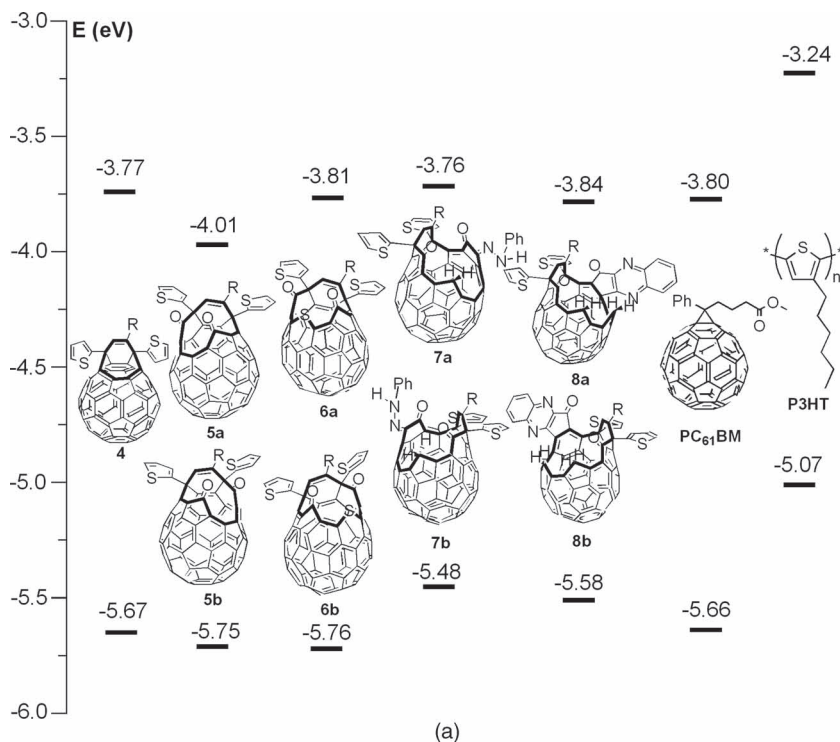 E (eV)
-3.0
-3.5
-4.0
-4.5
-5.0
-5.5
-6.0
-3.77
-4.01
-3.81
-3.76
-3.84
-3.80
-3.24
R
S
S
4
R
S
S
O
O
5a
R
S
S
O
S
6a
R
S
S
O
O
N
N
Ph
H
H
H
7a
R
S
S
O
O
N
N
H
H
H
H
8a
Ph
O
O
PC61BM
*
S
*
n
P3HT
R
S
S
O
O
5b
R
S
S
O
O
S
6b
Ph
H
N
N
O
R
O
S
S
H
H
7b
N
N
O
R
O
S
S
H
H
H
H
8b
-5.67
-5.75
-5.76
-5.48
-5.58
-5.66
-5.07
(a)